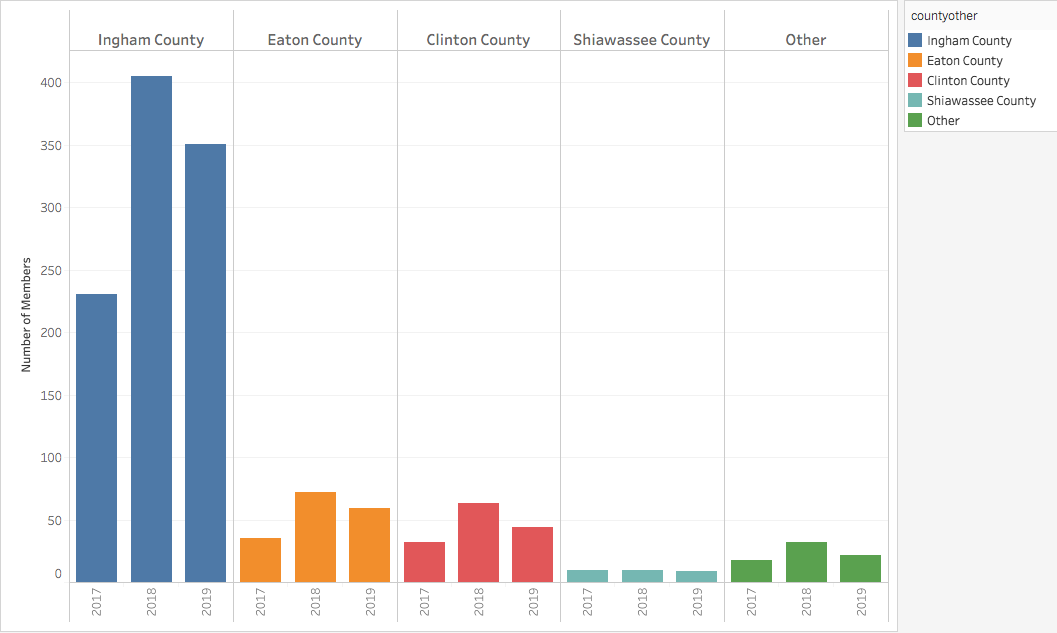 Ingham County
Eaton County
Clinton County
Shiawassee County
Other
400
350
300
250
200
150
100
50
0
Number of Members
2017
2018
2019
2017
2018
2019
2017
2018
2019
2017
2018
2019
2017
2018
2019
countyother
Ingham County
Eaton County
Clinton County
Shiawassee County
Other